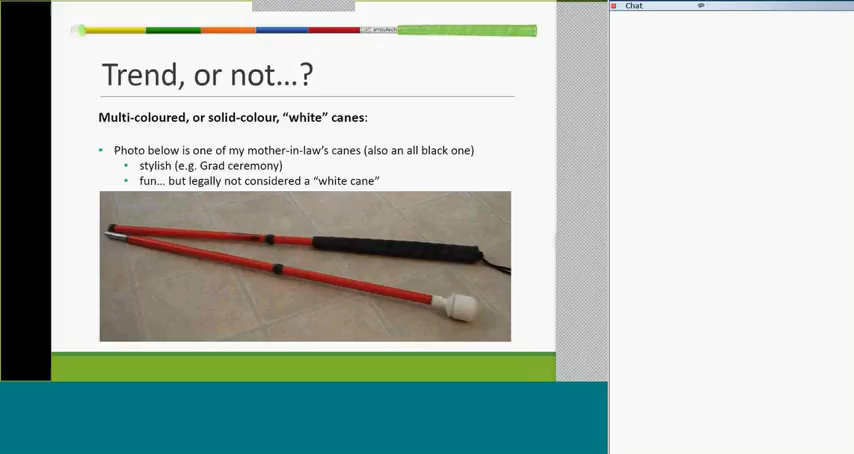 Chat
ambutech
Trend, or not…?
Multi-coloured, or solid-colour, “white” canes:
• Photo below is one of my mother-in-law’s canes (also an all black one)
• stylish (e.g. Grad ceremony)
• fun… but legally not considered a “white cane”